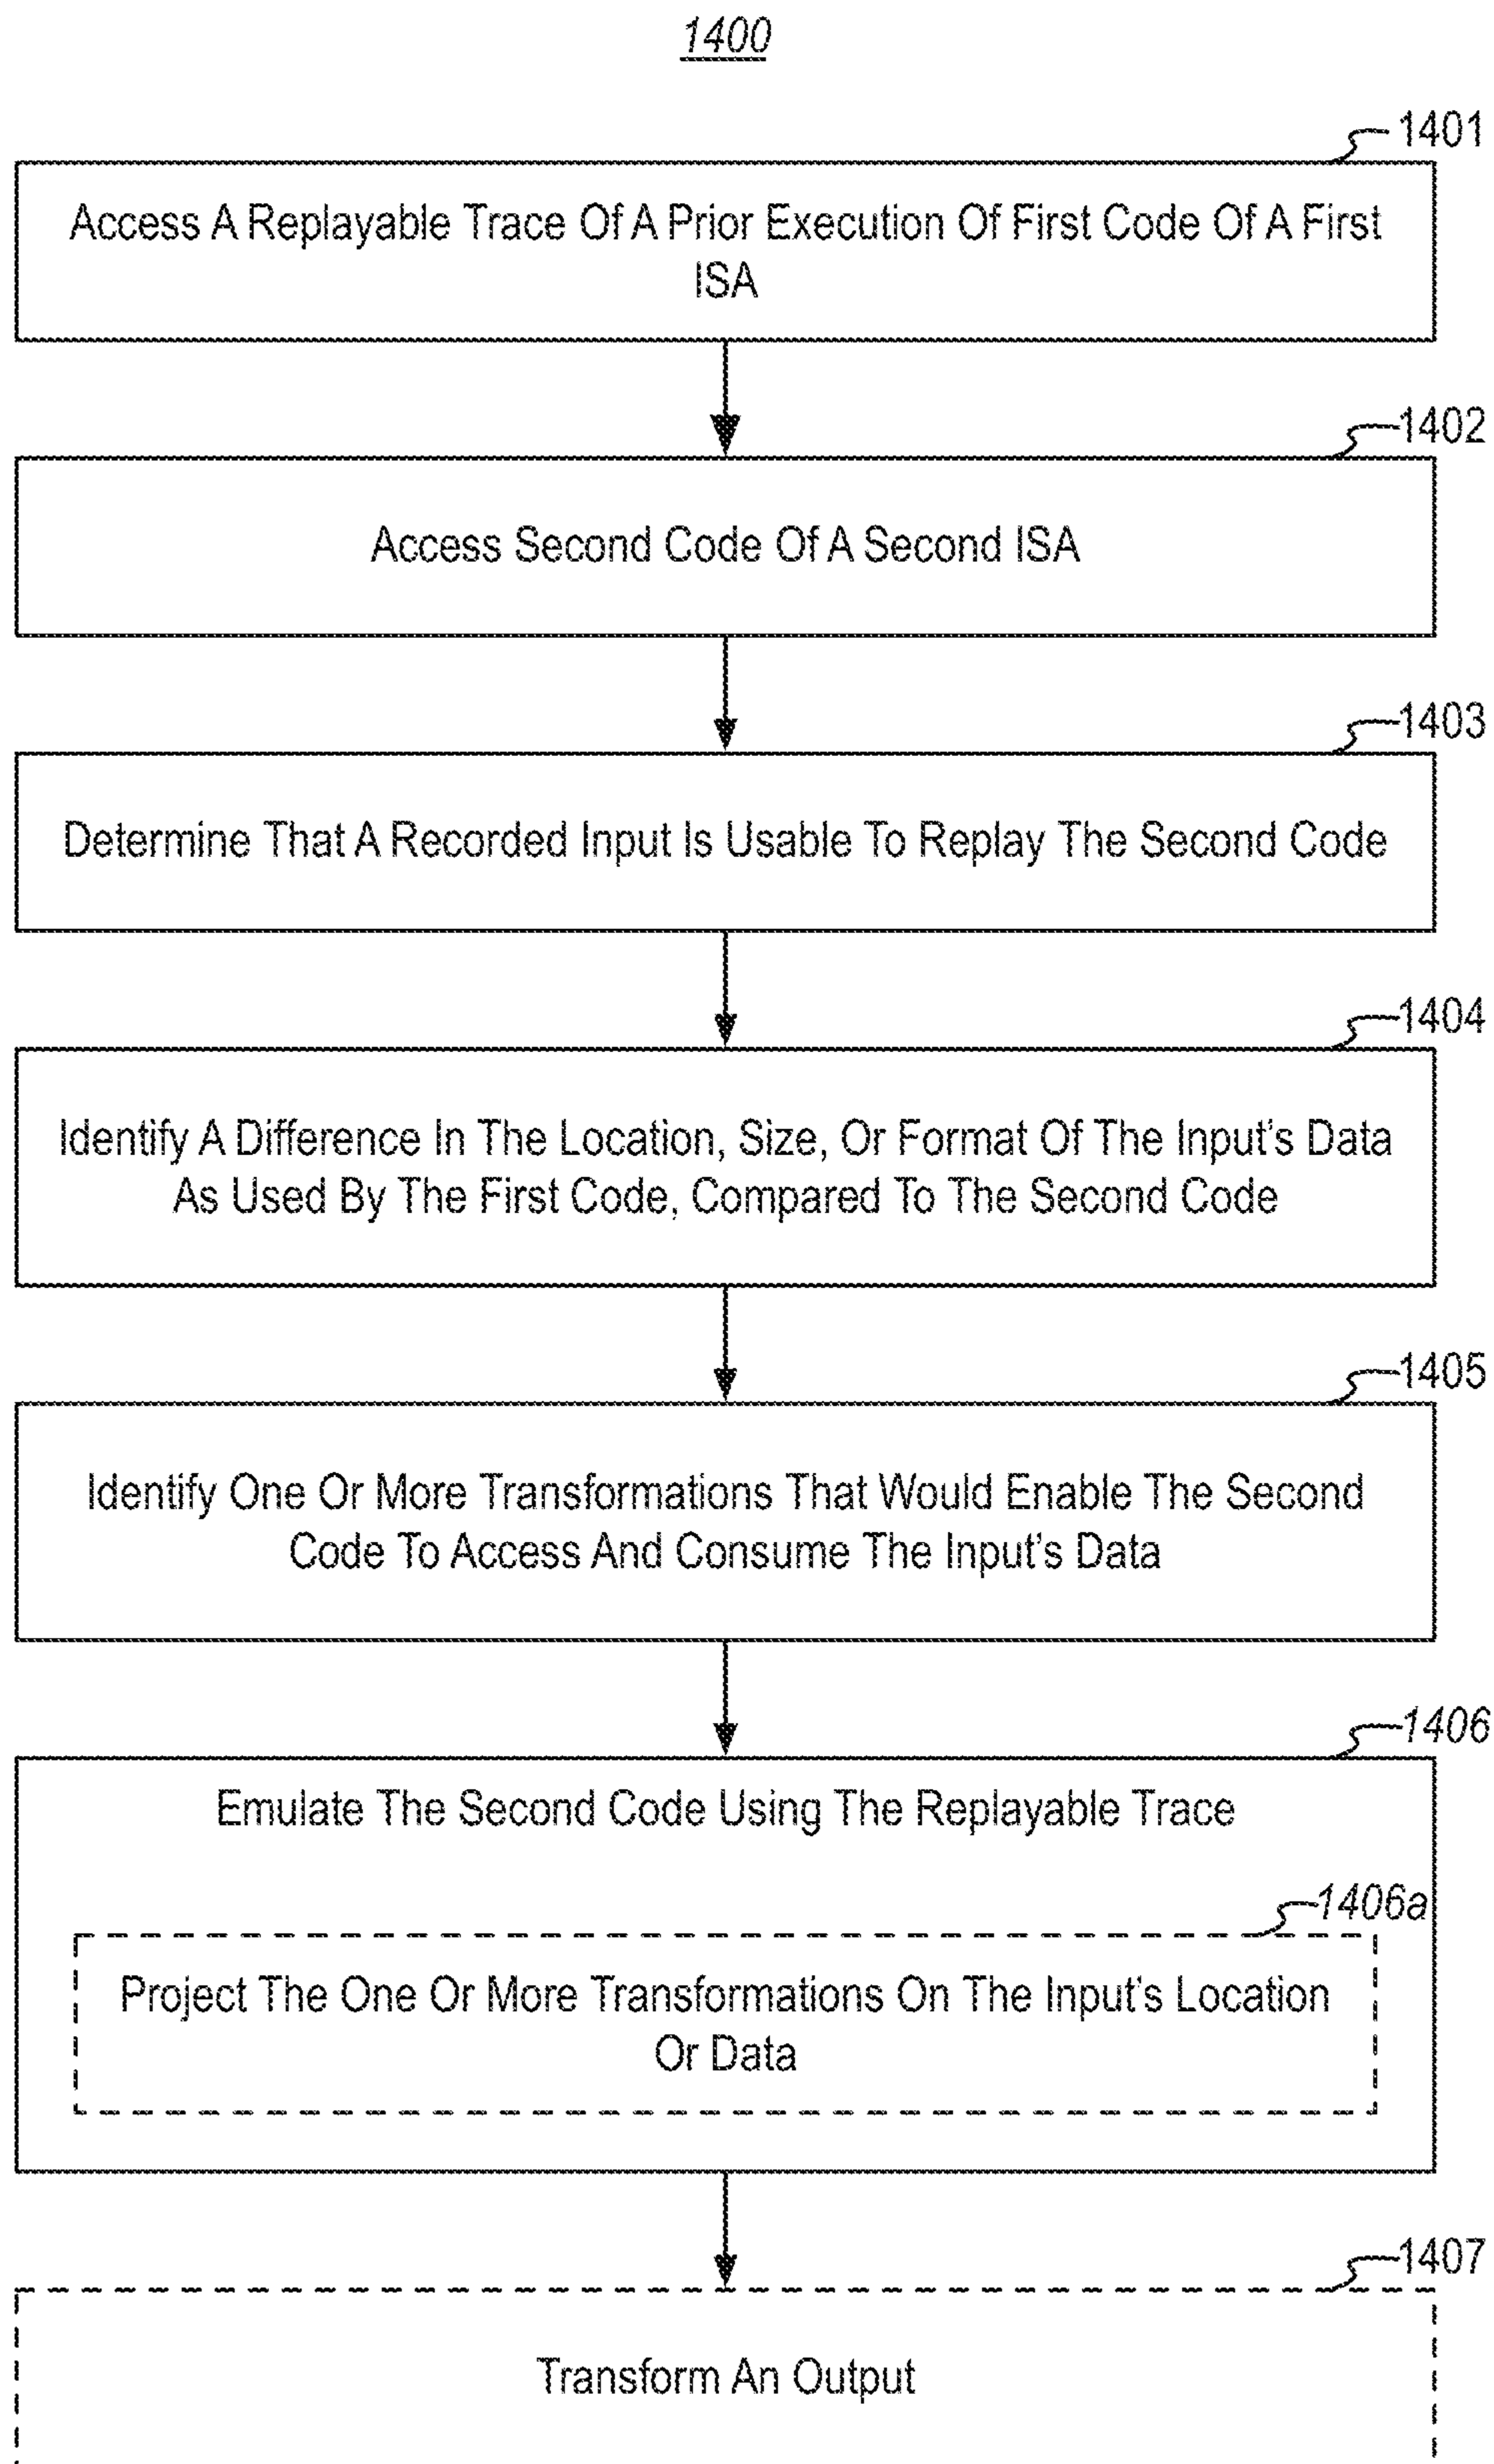 1400
1401
Access A Replayable Trace Of A Prior Execution Of First Code Of A First
ISA
1402
Access Second Code Of A Second ISA
1403
Determine That A Recorded Input Is Usable To Replay The Second Code
1404
Identify A Difference In The Location, Size, Or Format Of The Input's Data
As Used By The First Code, Compared To The Second Code
1405
Identify One Or More Transformations That Would Enable The Second
Code To Access And Consume The Input's Data
1406
Emulate The Second Code Using The Replayable Trace
1406a
Project The One Or More Transformations On The Input's Location
Or Data
1407
Transform An Output